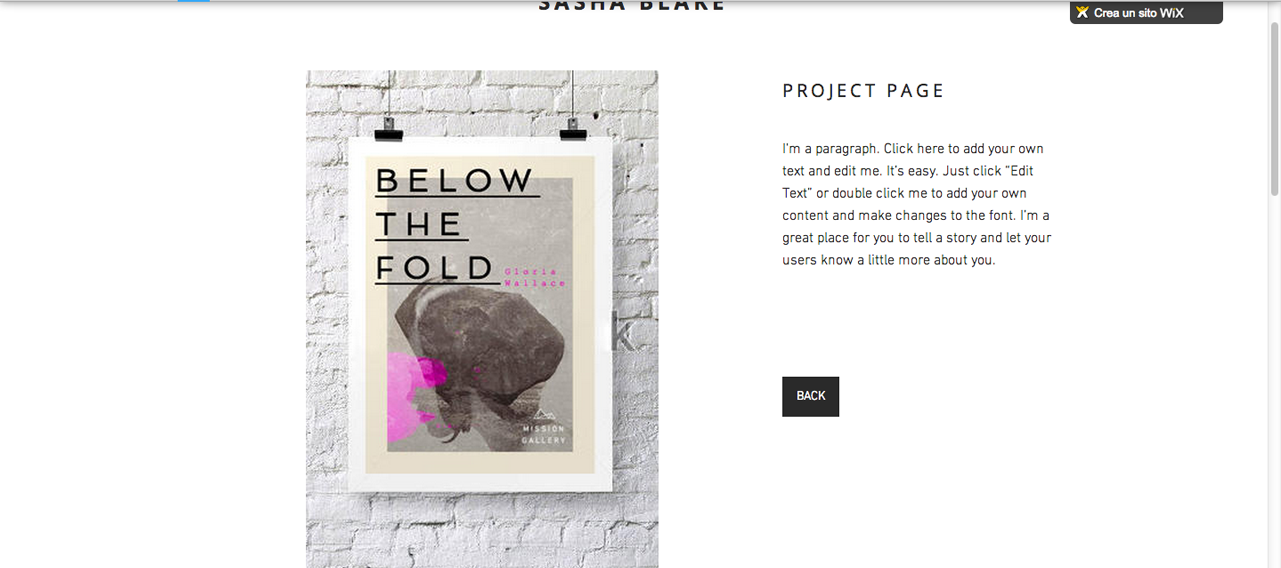 SASHA BLAKE
Crea un sito WiX
PROJECT PAGE
I'm a paragraph. Click here to add your own
text and edit me. It's easy. Just click “Edit
Text” or double click me to add your own
content and make changes to the font. I’m a
great place for you to tell a story and let your
users know a little more about you.
BACK
BELOW
THE
FOLD
Gloria
Wallace
k
MISSION
GALLERY